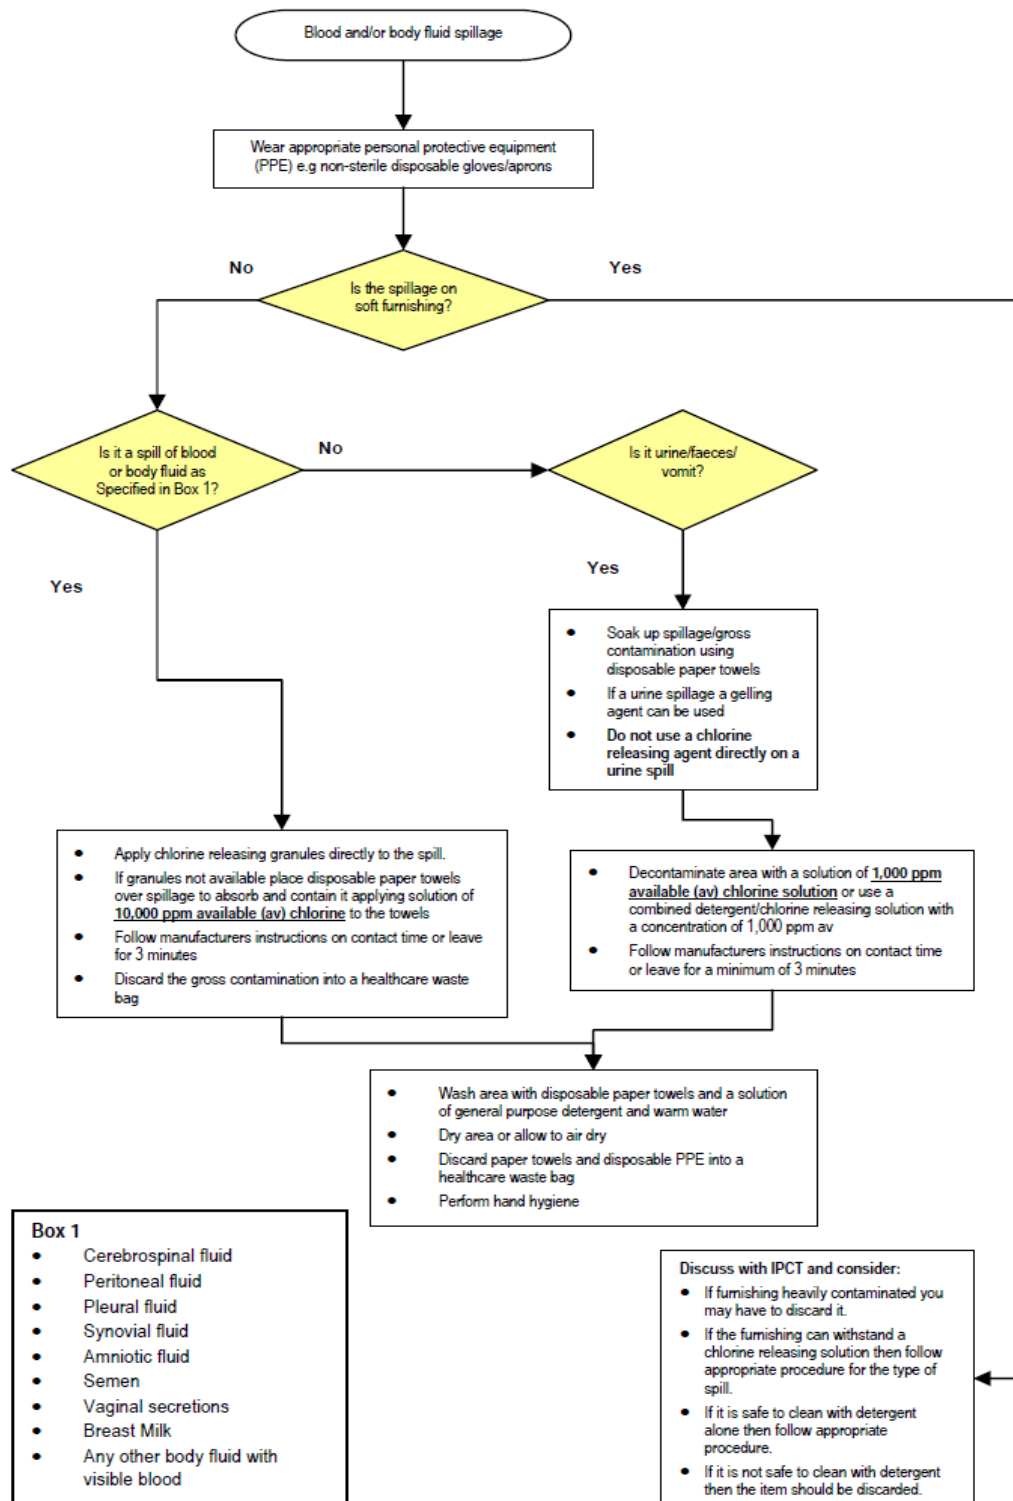 Blood and/or body fluid spillage
Wear appropriate personal protective equipment
(PPE) e.g non-sterile disposable gloves/aprons
No
Yes
Is the spillage on
soft furnishing?
Is it a spill of blood
or body fluid as
Specified in Box 1?
No
Is it urine/faeces/
vomit?
Yes
Yes
● Soak up spillage/gross
contamination using
disposable paper towels
● If a urine spillage a gelling
agent can be used
● Do not use a chlorine
releasing agent directly on a
urine spill
● Apply chlorine releasing granules directly to the spill.
● If granules not available place disposable paper towels
over spillage to absorb and contain it applying solution of
10,000 ppm available (av) chlorine to the towels
● Follow manufacturers instructions on contact time or leave
for 3 minutes
● Discard the gross contamination into a healthcare waste
bag
● Decontaminate area with a solution of 1,000 ppm
available (av) chlorine solution or use a
combined detergent/chlorine releasing solution with
a concentration of 1,000 ppm av
● Follow manufacturers instructions on contact time
or leave for a minimum of 3 minutes
● Wash area with disposable paper towels and a solution
of general purpose detergent and warm water
● Dry area or allow to air dry
● Discard paper towels and disposable PPE into a
healthcare waste bag
● Perform hand hygiene
Box 1
● Cerebrospinal fluid
● Peritoneal fluid
● Pleural fluid
● Synovial fluid
● Amniotic fluid
● Semen
● Vaginal secretions
● Breast Milk
● Any other body fluid with
visible blood
Discuss with IPCT and consider:
● If furnishing heavily contaminated you
may have to discard it.
● If the furnishing can withstand a
chlorine releasing solution then follow
appropriate procedure for the type of
spill.
● If it is safe to clean with detergent
alone then follow appropriate
procedure.
● If it is not safe to clean with detergent
then the item should be discarded.